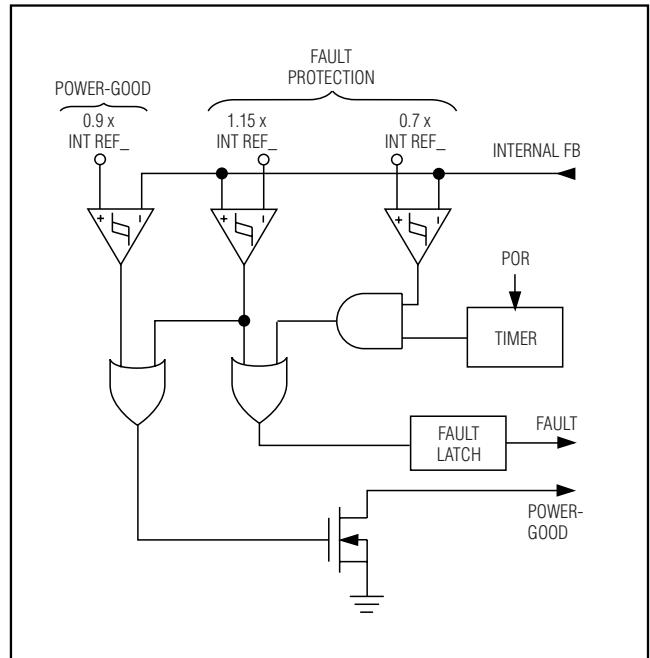 FAULT
PROTECTION
POWER-GOOD
0.9 x
INT REF_
1.15 x
INT REF_
0.7 x
INT REF_
INTERNAL FB
+ -
+ -
+ -
POR
TIMER
FAULT
LATCH
FAULT
POWER-
GOOD